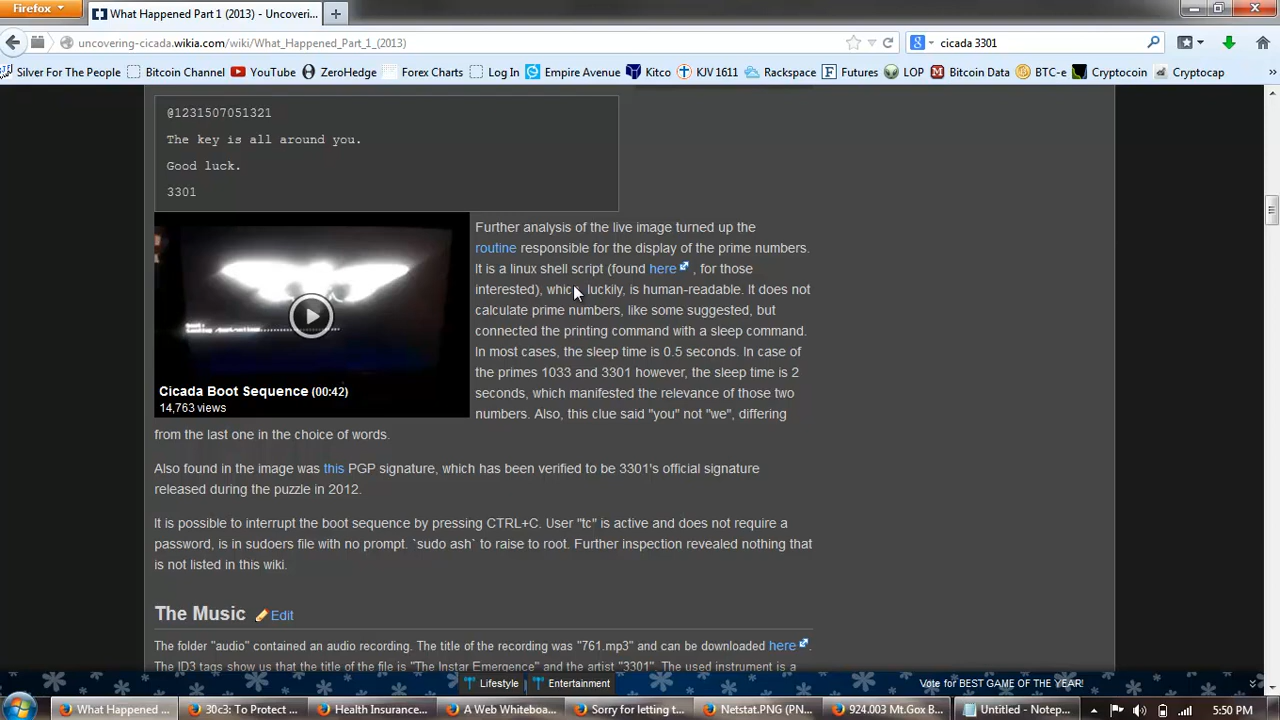 Firefox
What Happened Part 1 (2013) - Uncoveri...
uncovering-cicada.wikia.com/wiki/What_Happened_Part_1_(2013)
cicada 3301
Silver For The People Bitcoin Channel YouTube ZeroHedge Forex Charts Log In Empire Avenue Kitco KJV 1611 Rackspace Futures LOP Bitcoin Data BTC-e Cryptocoin Cryptocap
@1231507051321
The key is all around you.
Good luck.
3301
Further analysis of the live image turned up the
routine responsible for the display of the prime numbers.
It is a linux shell script (found here , for those
interested), which, luckily, is human-readable. It does not
calculate prime numbers, like some suggested, but
connected the printing command with a sleep command.
In most cases, the sleep time is 0.5 seconds. In case of
the primes 1033 and 3301 however, the sleep time is 2
seconds, which manifested the relevance of those two
numbers. Also, this clue said "you" not "we", differing
Cicada Boot Sequence (00:42)
14,763 views
from the last one in the choice of words.
Also found in the image was this PGP signature, which has been verified to be 3301's official signature
released during the puzzle in 2012.
It is possible to interrupt the boot sequence by pressing CTRL+C. User "tc" is active and does not require a
password, is in sudoers file with no prompt. `sudo ash` to raise to root. Further inspection revealed nothing that
is not listed in this wiki.
The Music Edit
The folder "audio" contained an audio recording. The title of the recording was "761.mp3" and can be downloaded here .
The ID3 tags show us that the title of the file is "The Instar Emergence" and the artist "3301". The used instrument is a
Lifestyle Entertainment Vote for BEST GAME OF THE YEAR!
What Happened ... 30c3: To Protect ... Health Insurance... A Web Whiteboa... Sorry for letting t... Netstat.PNG (PN... 924.003 Mt.Gox B... Untitled - Notep... 5:50 PM